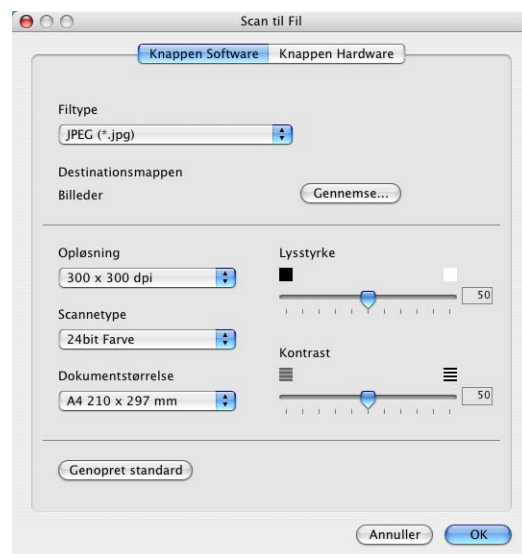 Scan til Fil
Knappen Software Knappen Hardware
Filtype
JPEG (*.jpg)
Destinationsmappen
Billeder Gennemse...
Opløsning
300 x 300 dpi
Scannetype
24bit Farve
Dokumentstørrelse
A4 210 x 297 mm
Lysstyrke
50
Kontrast
50
Genopret standard
Annuller OK